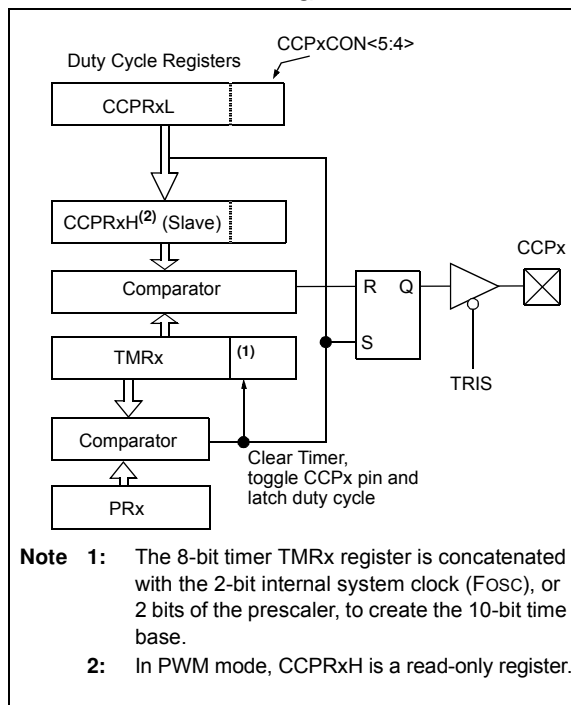 CCPxCON<5:4>
Duty Cycle Registers
CCPRxL
CCPRxH(2) (Slave)
CCPx
Comparator
R Q
TMRx (1)
S
TRIS
Comparator
Clear Timer,
toggle CCPx pin and
latch duty cycle
PRx
Note 1: The 8-bit timer TMRx register is concatenated
with the 2-bit internal system clock (FOSC), or
2 bits of the prescaler, to create the 10-bit time
base.
2: In PWM mode, CCPRxH is a read-only register.